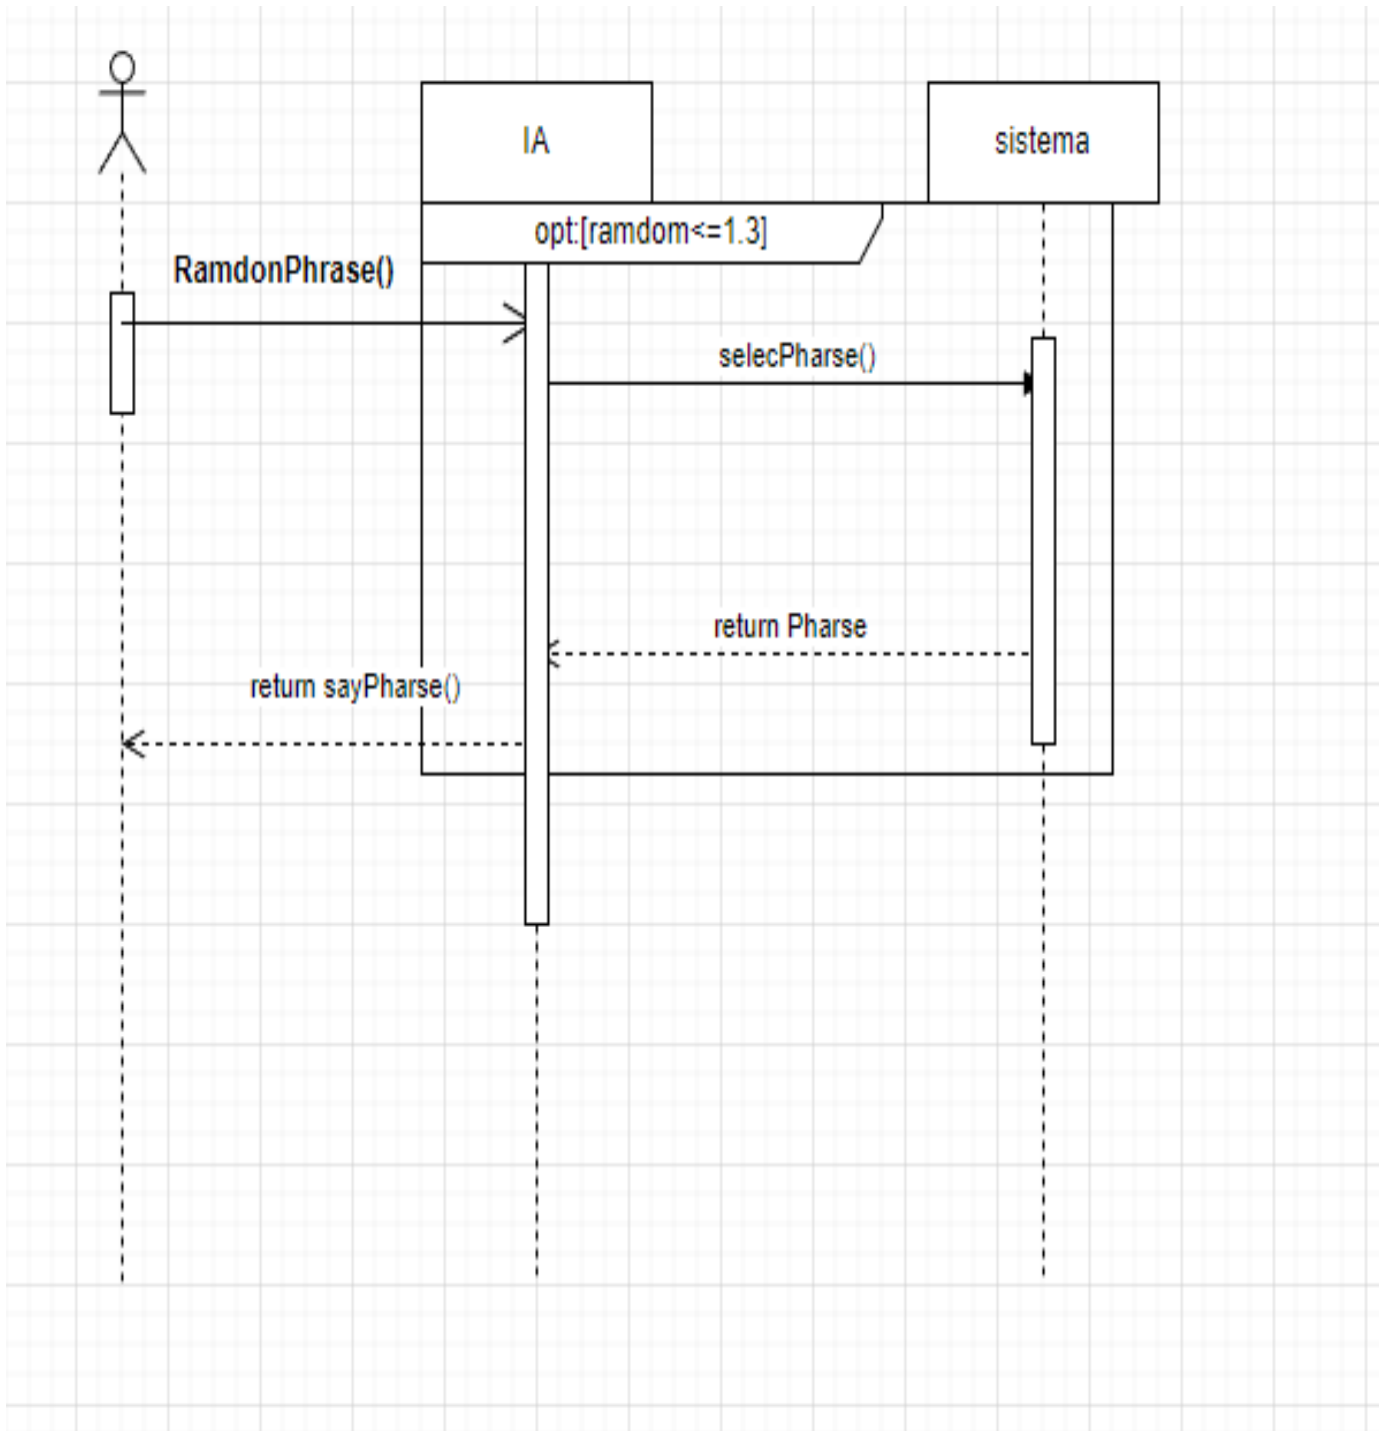 IA
sistema
opt:[ramdom<=1.3]
RamdonPhrase()
selecPharse()
return Pharse
return sayPharse()